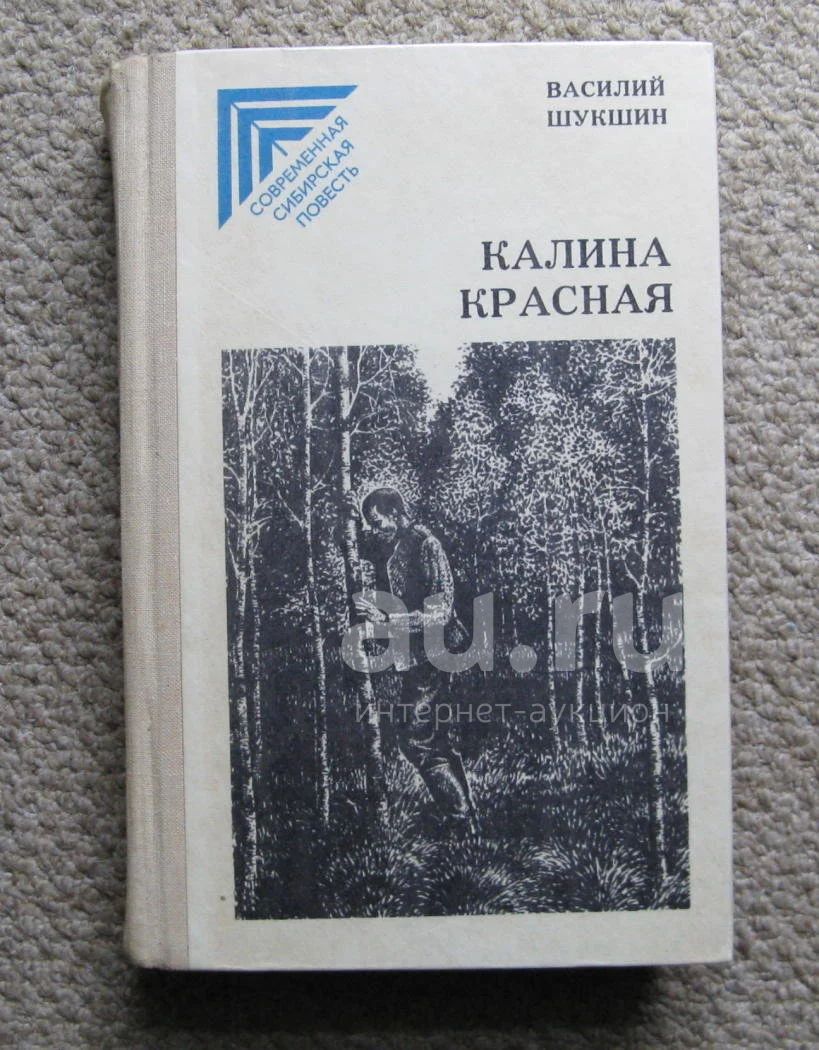 ВАСИЛИЙ
ШУКШИН
СОВРЕМЕННАЯ
СИБИРСКАЯ
ПОВЕСТЬ
КАЛИНА
КРАСНАЯ
au.ru
интернет-аукцион